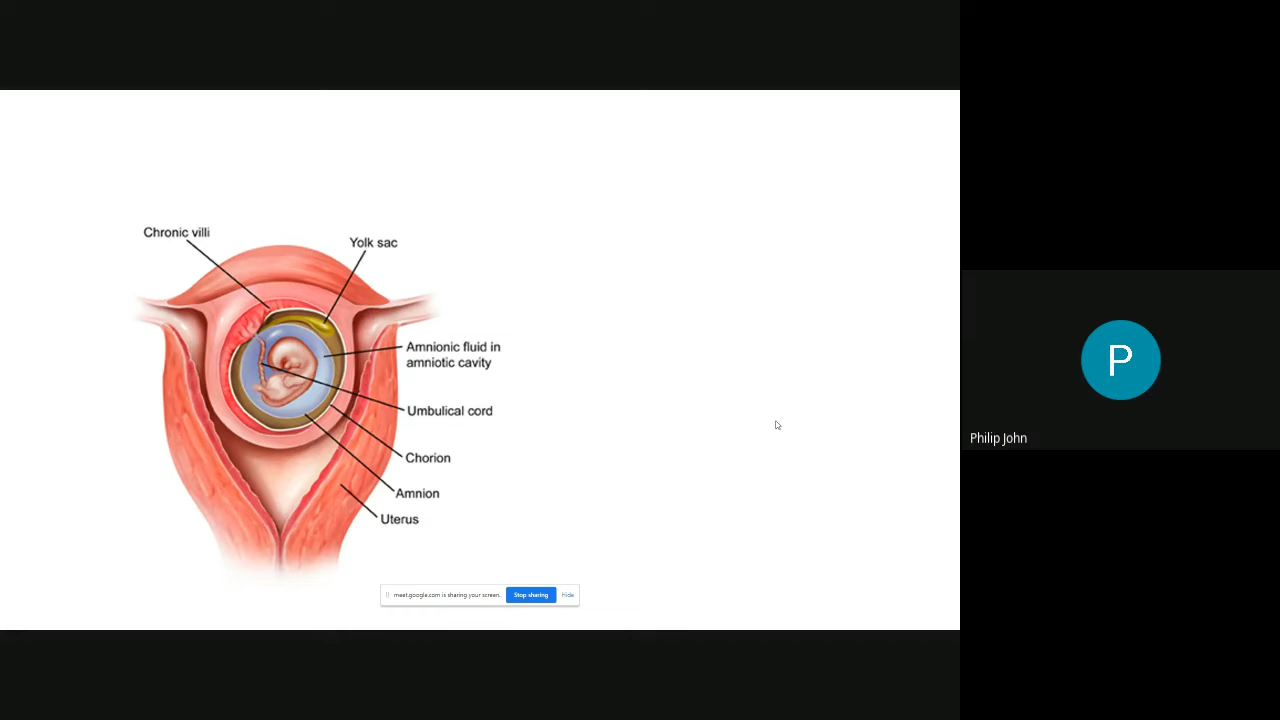 Chronic villi
Yolk sac
Amnionic fluid in
amniotic cavity
Umbulical cord
Chorion
Amnion
Uterus
meet.google.com is sharing your screen.
Stop sharing
Hide
P
Philip John